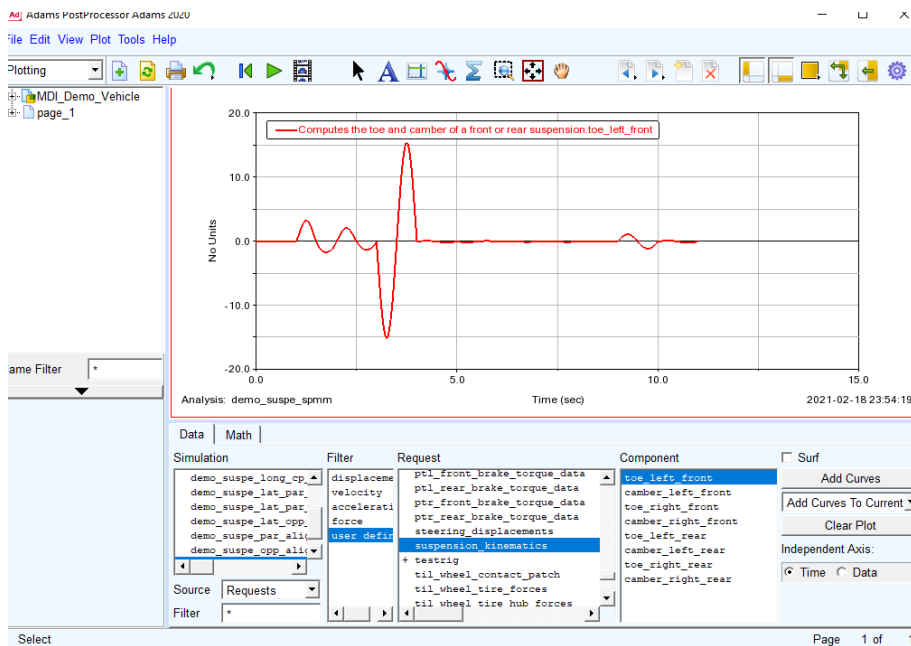 Adams PostProcessor Adams 2020
File Edit View Plot Tools Help
Plotting
MDI_Demo_Vehicle
page_1
ame Filter *
Computes the toe and camber of a front or rear suspension.toe_left_front
20.0
10.0
0.0
-10.0
-20.0
No Units
0.0 5.0 10.0 15.0
Analysis: demo_suspe_spmm Time (sec) 2021-02-18 23:54:19
Data Math
Simulation Filter Request Component Surf
demo_suspe_long_cp_
demo_suspe_lat_par_
demo_suspe_lat_par_
demo_suspe_lat_opp_
demo_suspe_par_alig
demo_suspe_opp_alig
Source Requests
Filter *
displaceme
velocity
accelerati
force
user defin
ptl_front_brake_torque_data
ptl_rear_brake_torque_data
ptr_front_brake_torque_data
ptr_rear_brake_torque_data
steering_displacements
suspension_kinematics
+ testrig
til_wheel_contact_patch
til_wheel_tire_forces
til_wheel_tire_hub_forces
toe_left_front
camber_left_front
toe_right_front
camber_right_front
toe_left_rear
camber_left_rear
toe_right_rear
camber_right_rear
Add Curves
Add Curves To Current
Clear Plot
Independent Axis:
Time Data
Select Page 1 of